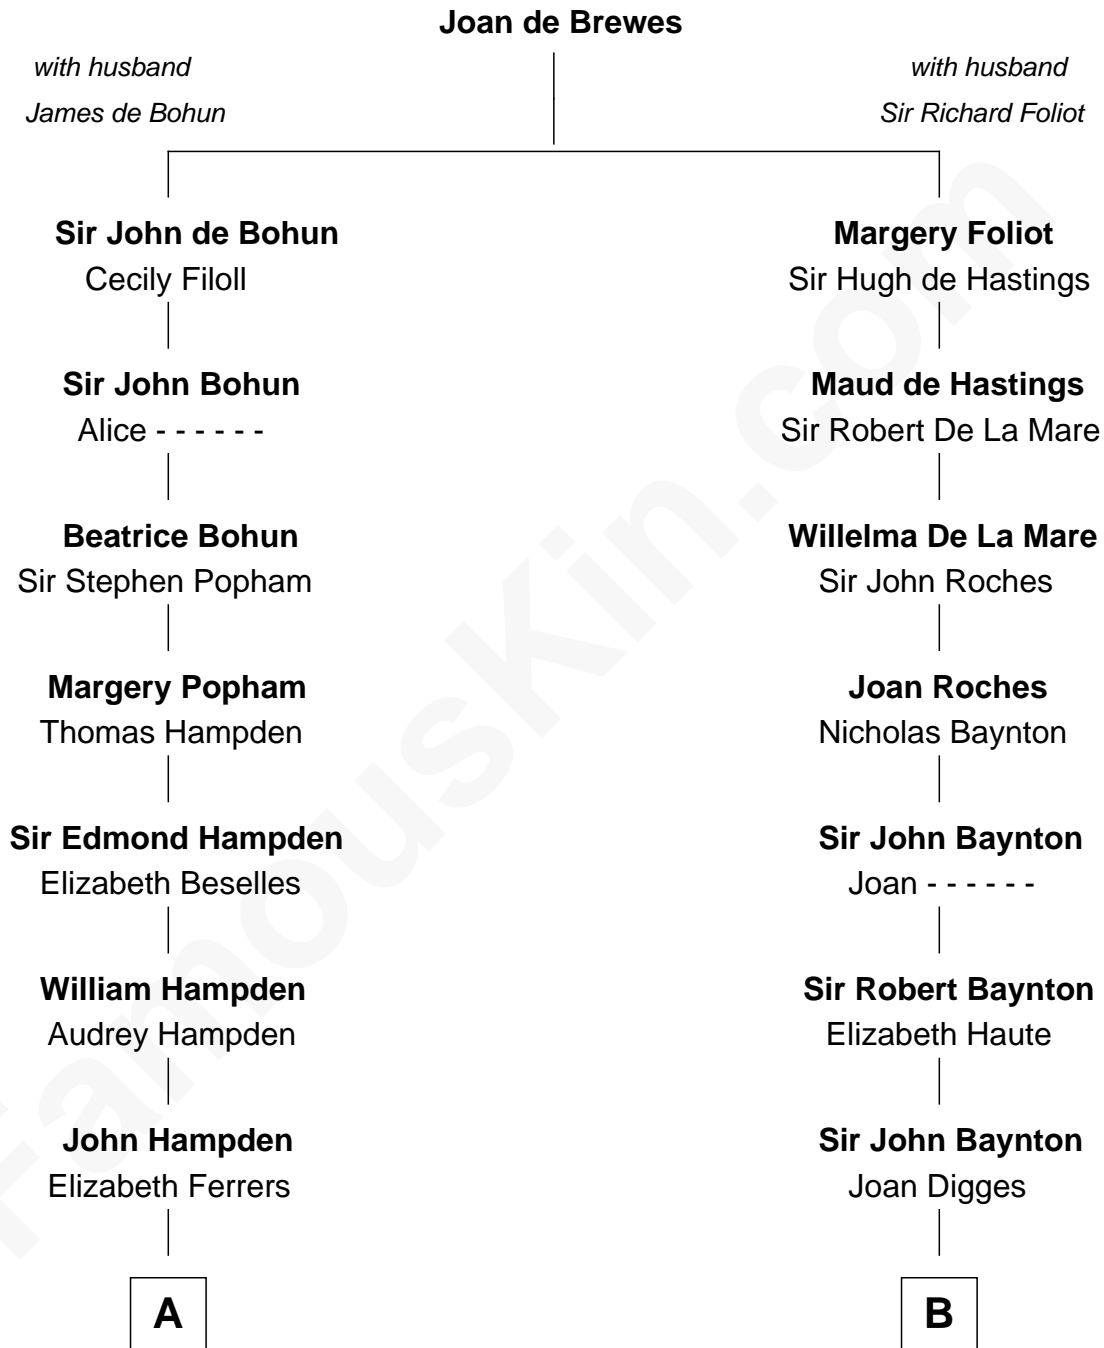 Joan de Brewes
with husband
James de Bohun
with husband
Sir Richard Foliot
Sir John de Bohun
Cecily Filoll
Margery Foliot
Sir Hugh de Hastings
Sir John Bohun
Alice - - - - - -
Maud de Hastings
Sir Robert De La Mare
Beatrice Bohun
Sir Stephen Popham
Willelma De La Mare
Sir John Roches
Margery Popham
Thomas Hampden
Joan Roches
Nicholas Baynton
Sir Edmond Hampden
Elizabeth Beselles
Sir John Baynton
Joan - - - - - -
William Hampden
Audrey Hampden
Sir Robert Baynton
Elizabeth Haute
John Hampden
Elizabeth Ferrers
Sir John Baynton
Joan Digges
A
B
FamousKin.com